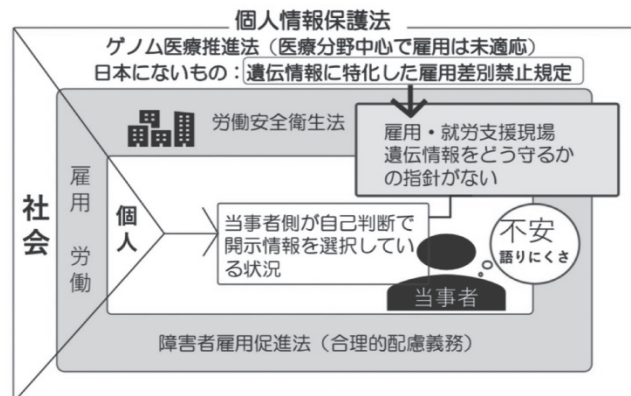 個人情報保護法
ゲノム医療推進法（医療分野中心で雇用は未適応）
日本にないもの：遺伝情報に特化した雇用差別禁止規定
労働安全衛生法
雇用・就労支援現場
遺伝情報をどう守るか
の指針がない
社会
雇用 労働
個人
当事者側が自己判断で
開示情報を選択してい
る状況
不安
語りにくさ
当事者
障害者雇用促進法（合理的配慮義務）